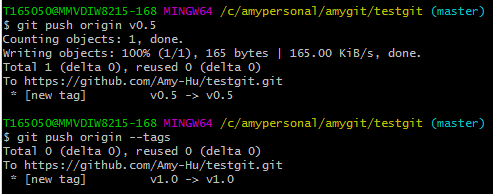 T165050@MMVDIW8215-168 MINGW64 /c/amypersonal/amygit/testgit (master)
$ git push origin v0.5
Counting objects: 1, done.
Writing objects: 100% (1/1), 165 bytes | 165.00 KiB/s, done.
Total 1 (delta 0), reused 0 (delta 0)
To https://github.com/Amy-Hu/testgit.git
 * [new tag]         v0.5 -> v0.5
T165050@MMVDIW8215-168 MINGW64 /c/amypersonal/amygit/testgit (master)
$ git push origin --tags
Total 0 (delta 0), reused 0 (delta 0)
To https://github.com/Amy-Hu/testgit.git
 * [new tag]         v1.0 -> v1.0